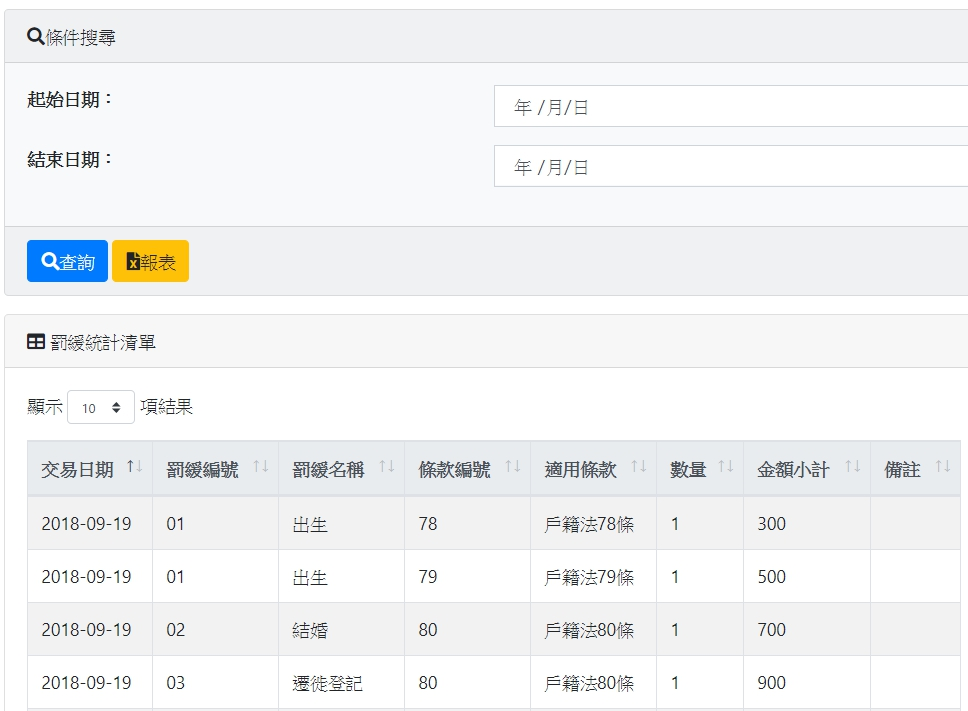 條件搜尋
起始日期：
年 /月/日
結束日期：
年 /月/日
查詢 報表
罰緩統計清單
顯示 10 項結果
交易日期 罰緩編號 罰緩名稱 條款編號 適用條款 數量 金額小計 備註
2018-09-19 01 出生 78 戶籍法78條 1 300
2018-09-19 01 出生 79 戶籍法79條 1 500
2018-09-19 02 結婚 80 戶籍法80條 1 700
2018-09-19 03 遷徙登記 80 戶籍法80條 1 900